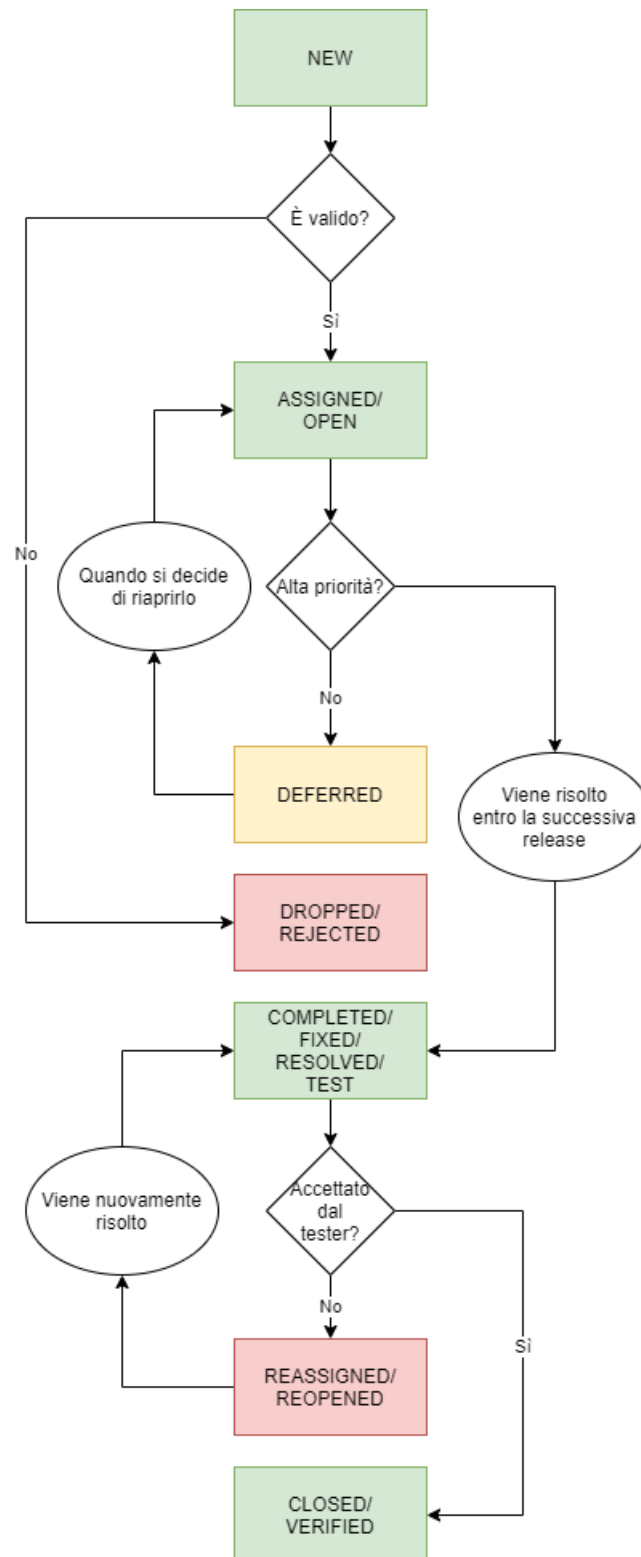 NEW
È valido?
Sì
ASSIGNED/
OPEN
No
Quando si decide
di riaprirlo
Alta priorità?
No
DEFERRED
Viene risolto
entro la successiva
release
DROPPED/
REJECTED
COMPLETED/
FIXED/
RESOLVED/
TEST
Viene nuovamente
risolto
Accettato
dal
tester?
No
Sì
REASSIGNED/
REOPENED
CLOSED/
VERIFIED